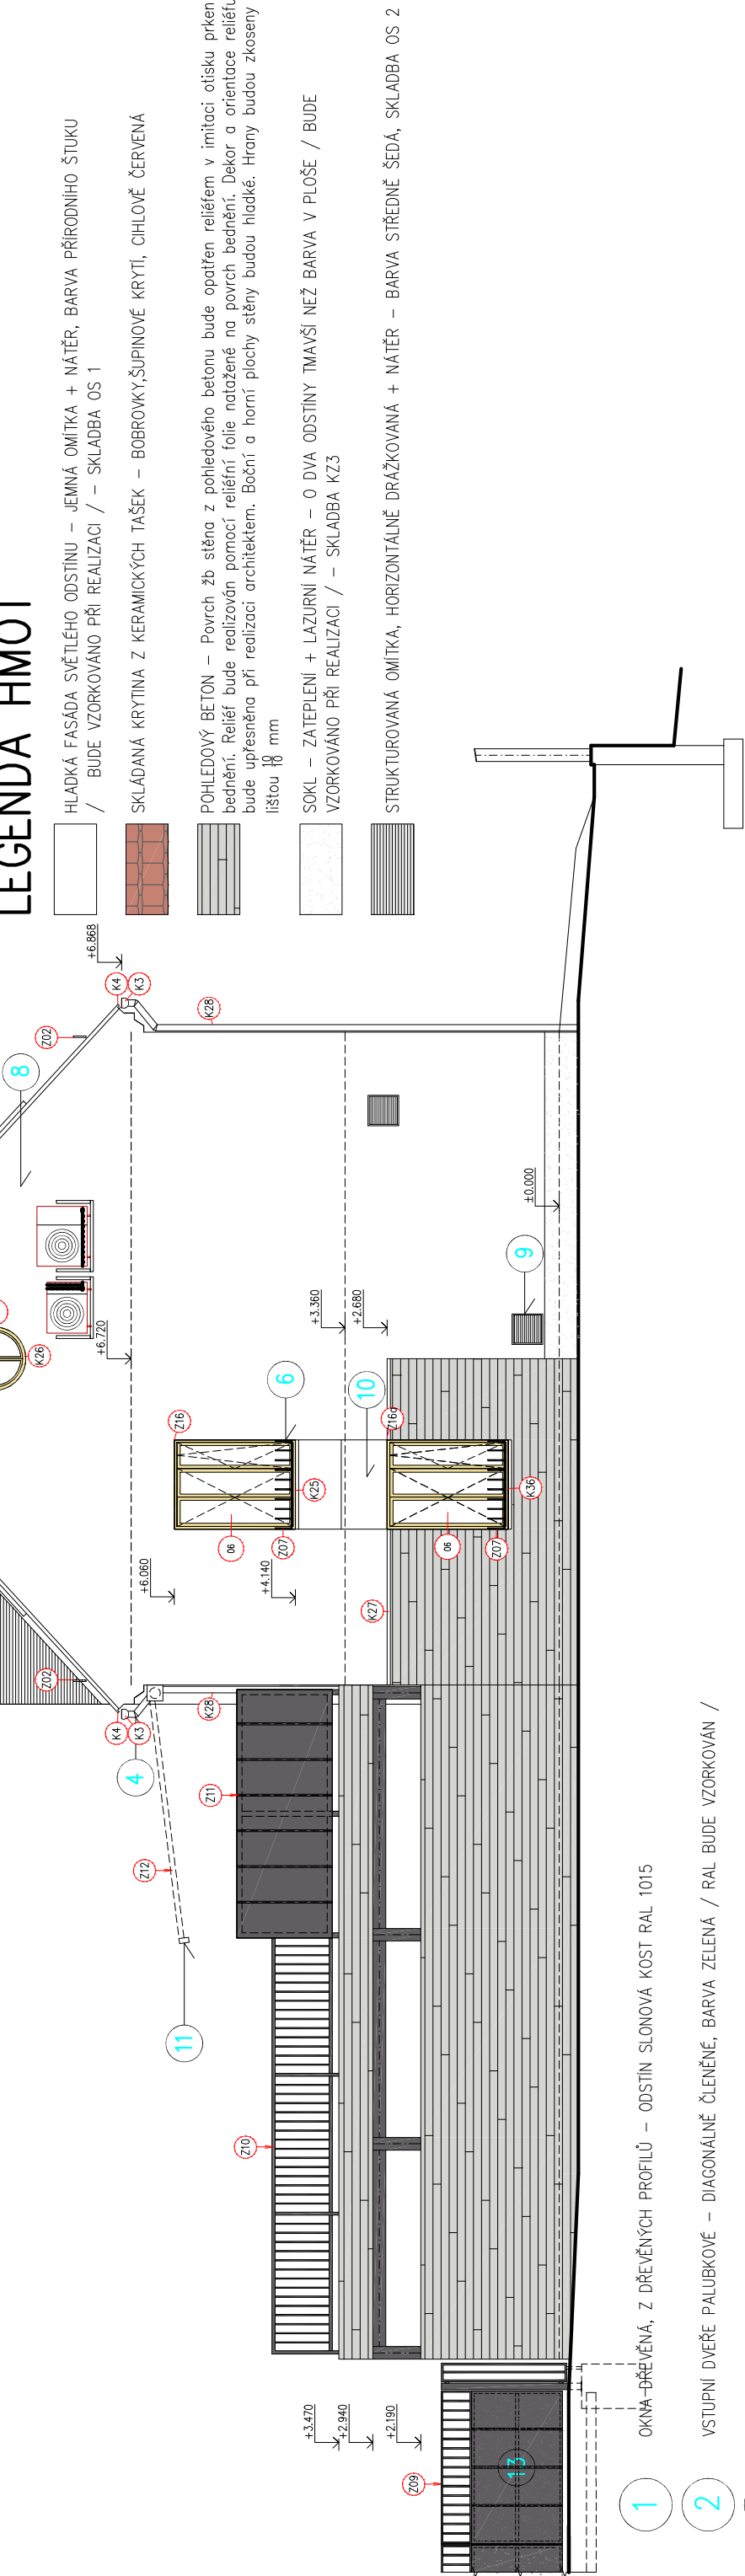 LEGENDA HMOT
HLADKÁ FASÁDA SVĚTLÉHO ODSTÍNU – JEMNÁ OMÍTKA + NÁTĚR, BARVA PŘÍRODNÍHO ŠTUKU
/ BUDE VZORKOVÁNO PŘI REALIZACI / – SKLADBA OS 1
SKLÁDANÁ KRYTINA Z KERAMICKÝCH TAŠEK – BOBROVKY,ŠUPINOVÉ KRYTÍ, CIHLOVĚ ČERVENÁ
POHLEDOVÝ BETON – Povrch žb stěna z pohledového betonu bude opatřen reliéfem v imitaci otisku prken
bednění. Reliéf bude realizován pomocí reliéfní folie natažené na povrch bednění. Dekor a orientace reliéfu
bude upřesněna při realizaci architektem. Boční a horní plochy stěny budou hladké. Hrany budou zkoseny
lištou 10/10 mm
SOKL – ZATEPLENÍ + LAZURNÍ NÁTĚR – O DVA ODSTÍNY TMAVŠÍ NEŽ BARVA V PLOŠE / BUDE
VZORKOVÁNO PŘI REALIZACI / – SKLADBA KZ3
STRUKTUROVANÁ OMÍTKA, HORIZONTÁLNĚ DRÁŽKOVANÁ + NÁTĚR – BARVA STŘEDNĚ ŠEDÁ, SKLADBA OS 2
8
Z02
K4
K3
+6.868
K28
K26
+6.720
+3.360
+2.680
±0.000
9
Z16
6
10
K25
06
Z07
K36
06
Z07
+6.060
+4.140
K27
Z02
K4
K3
4
K28
Z11
Z12
11
Z10
+3.470
+2.940
+2.190
Z09
13
1
OKNA DŘEVĚNÁ, Z DŘEVĚNÝCH PROFILŮ – ODSTÍN SLONOVÁ KOST RAL 1015
2
VSTUPNÍ DVEŘE PALUBKOVÉ – DIAGONÁLNĚ ČLENĚNÉ, BARVA ZELENÁ / RAL BUDE VZORKOVÁN /